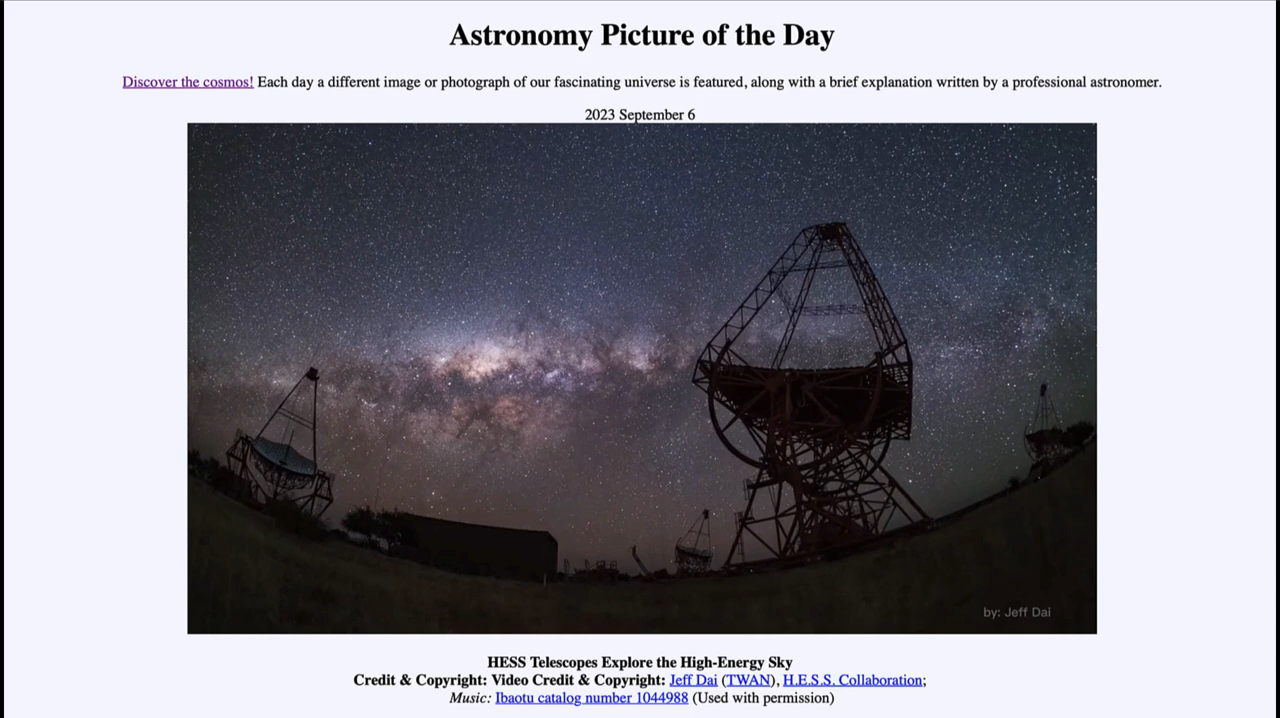 Astronomy Picture of the Day
Discover the cosmos! Each day a different image or photograph of our fascinating universe is featured, along with a brief explanation written by a professional astronomer.
2023 September 6
by: Jeff Dai
HESS Telescopes Explore the High-Energy Sky
Credit & Copyright: Video Credit & Copyright: Jeff Dai (TWAN), H.E.S.S. Collaboration;
Music: Ibaotu catalog number 1044988 (Used with permission)